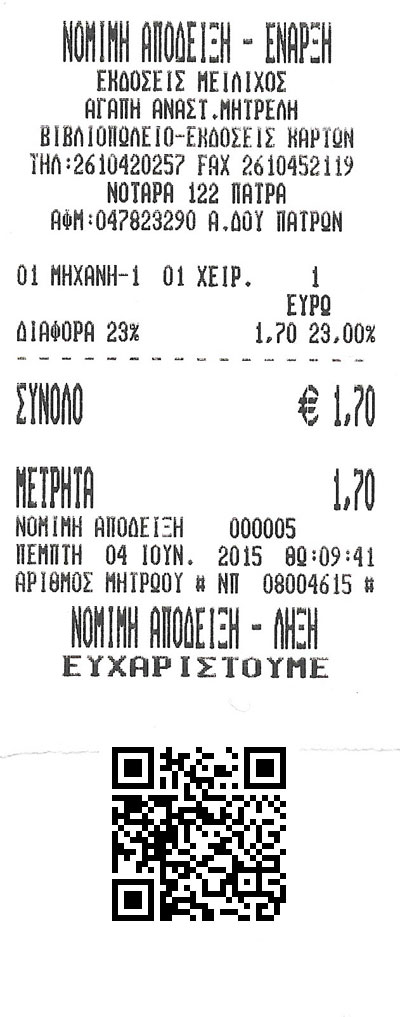 ΝΟΜΙΜΗ ΑΠΟΔΕΙΞΗ - ΕΝΑΡΞΗ
ΕΚΔΟΣΕΙΣ ΜΕΙΛΙΧΟΣ
ΑΓΑΠΗ ΑΝΑΣΤ.ΜΗΤΡΕΛΗ
ΒΙΒΛΙΟΠΩΛΕΙΟ-ΕΚΔΟΣΕΙΣ ΚΑΡΤΩΝ
ΤΗΛ:2610420257 FAX 2610452119
ΝΟΤΑΡΑ 122 ΠΑΤΡΑ
ΑΦΜ:047823290 Α.ΔΟΥ ΠΑΤΡΩΝ
01 ΜΗΧΑΝΗ-1 01 ΧΕΙΡ. 1
ΕΥΡΩ
ΔΙΑΦΟΡΑ 23% 1,70 23,00%
ΣΥΝΟΛΟ € 1,70
ΜΕΤΡΗΤΑ 1,70
ΝΟΜΙΜΗ ΑΠΟΔΕΙΞΗ 000005
ΠΕΜΠΤΗ 04 ΙΟΥΝ. 2015 ΘΩ:09:41
ΑΡΙΘΜΟΣ ΜΗΤΡΩΟΥ # ΝΠ 08004615 #
ΝΟΜΙΜΗ ΑΠΟΔΕΙΞΗ - ΛΗΞΗ
ΕΥΧΑΡΙΣΤΟΥΜΕ